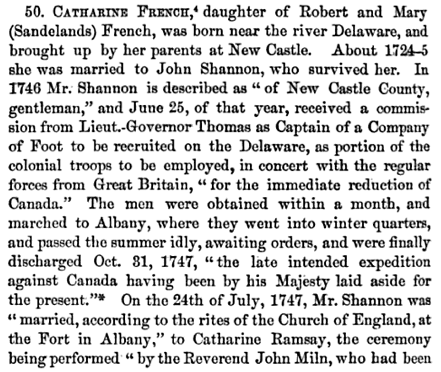 50. CATHARINE FRENCH,⁴ daughter of Robert and Mary
(Sandelands) French, was born near the river Delaware, and
brought up by her parents at New Castle. About 1724–5
she was married to John Shannon, who survived her. In
1746 Mr. Shannon is described as “ of New Castle County,
gentleman,” and June 25, of that year, received a commis-
sion from Lieut.-Governor Thomas as Captain of a Company
of Foot to be recruited on the Delaware, as portion of the
colonial troops to be employed, in concert with the regular
forces from Great Britain, “ for the immediate reduction of
Canada.” The men were obtained within a month, and
marched to Albany, where they went into winter quarters,
and passed the summer idly, awaiting orders, and were finally
discharged Oct. 31, 1747, “ the late intended expedition
against Canada having been by his Majesty laid aside for
the present.”* On the 24th of July, 1747, Mr. Shannon was
“ married, according to the rites of the Church of England, at
the Fort in Albany,” to Catharine Ramsay, the ceremony
being performed “ by the Reverend John Miln, who had been